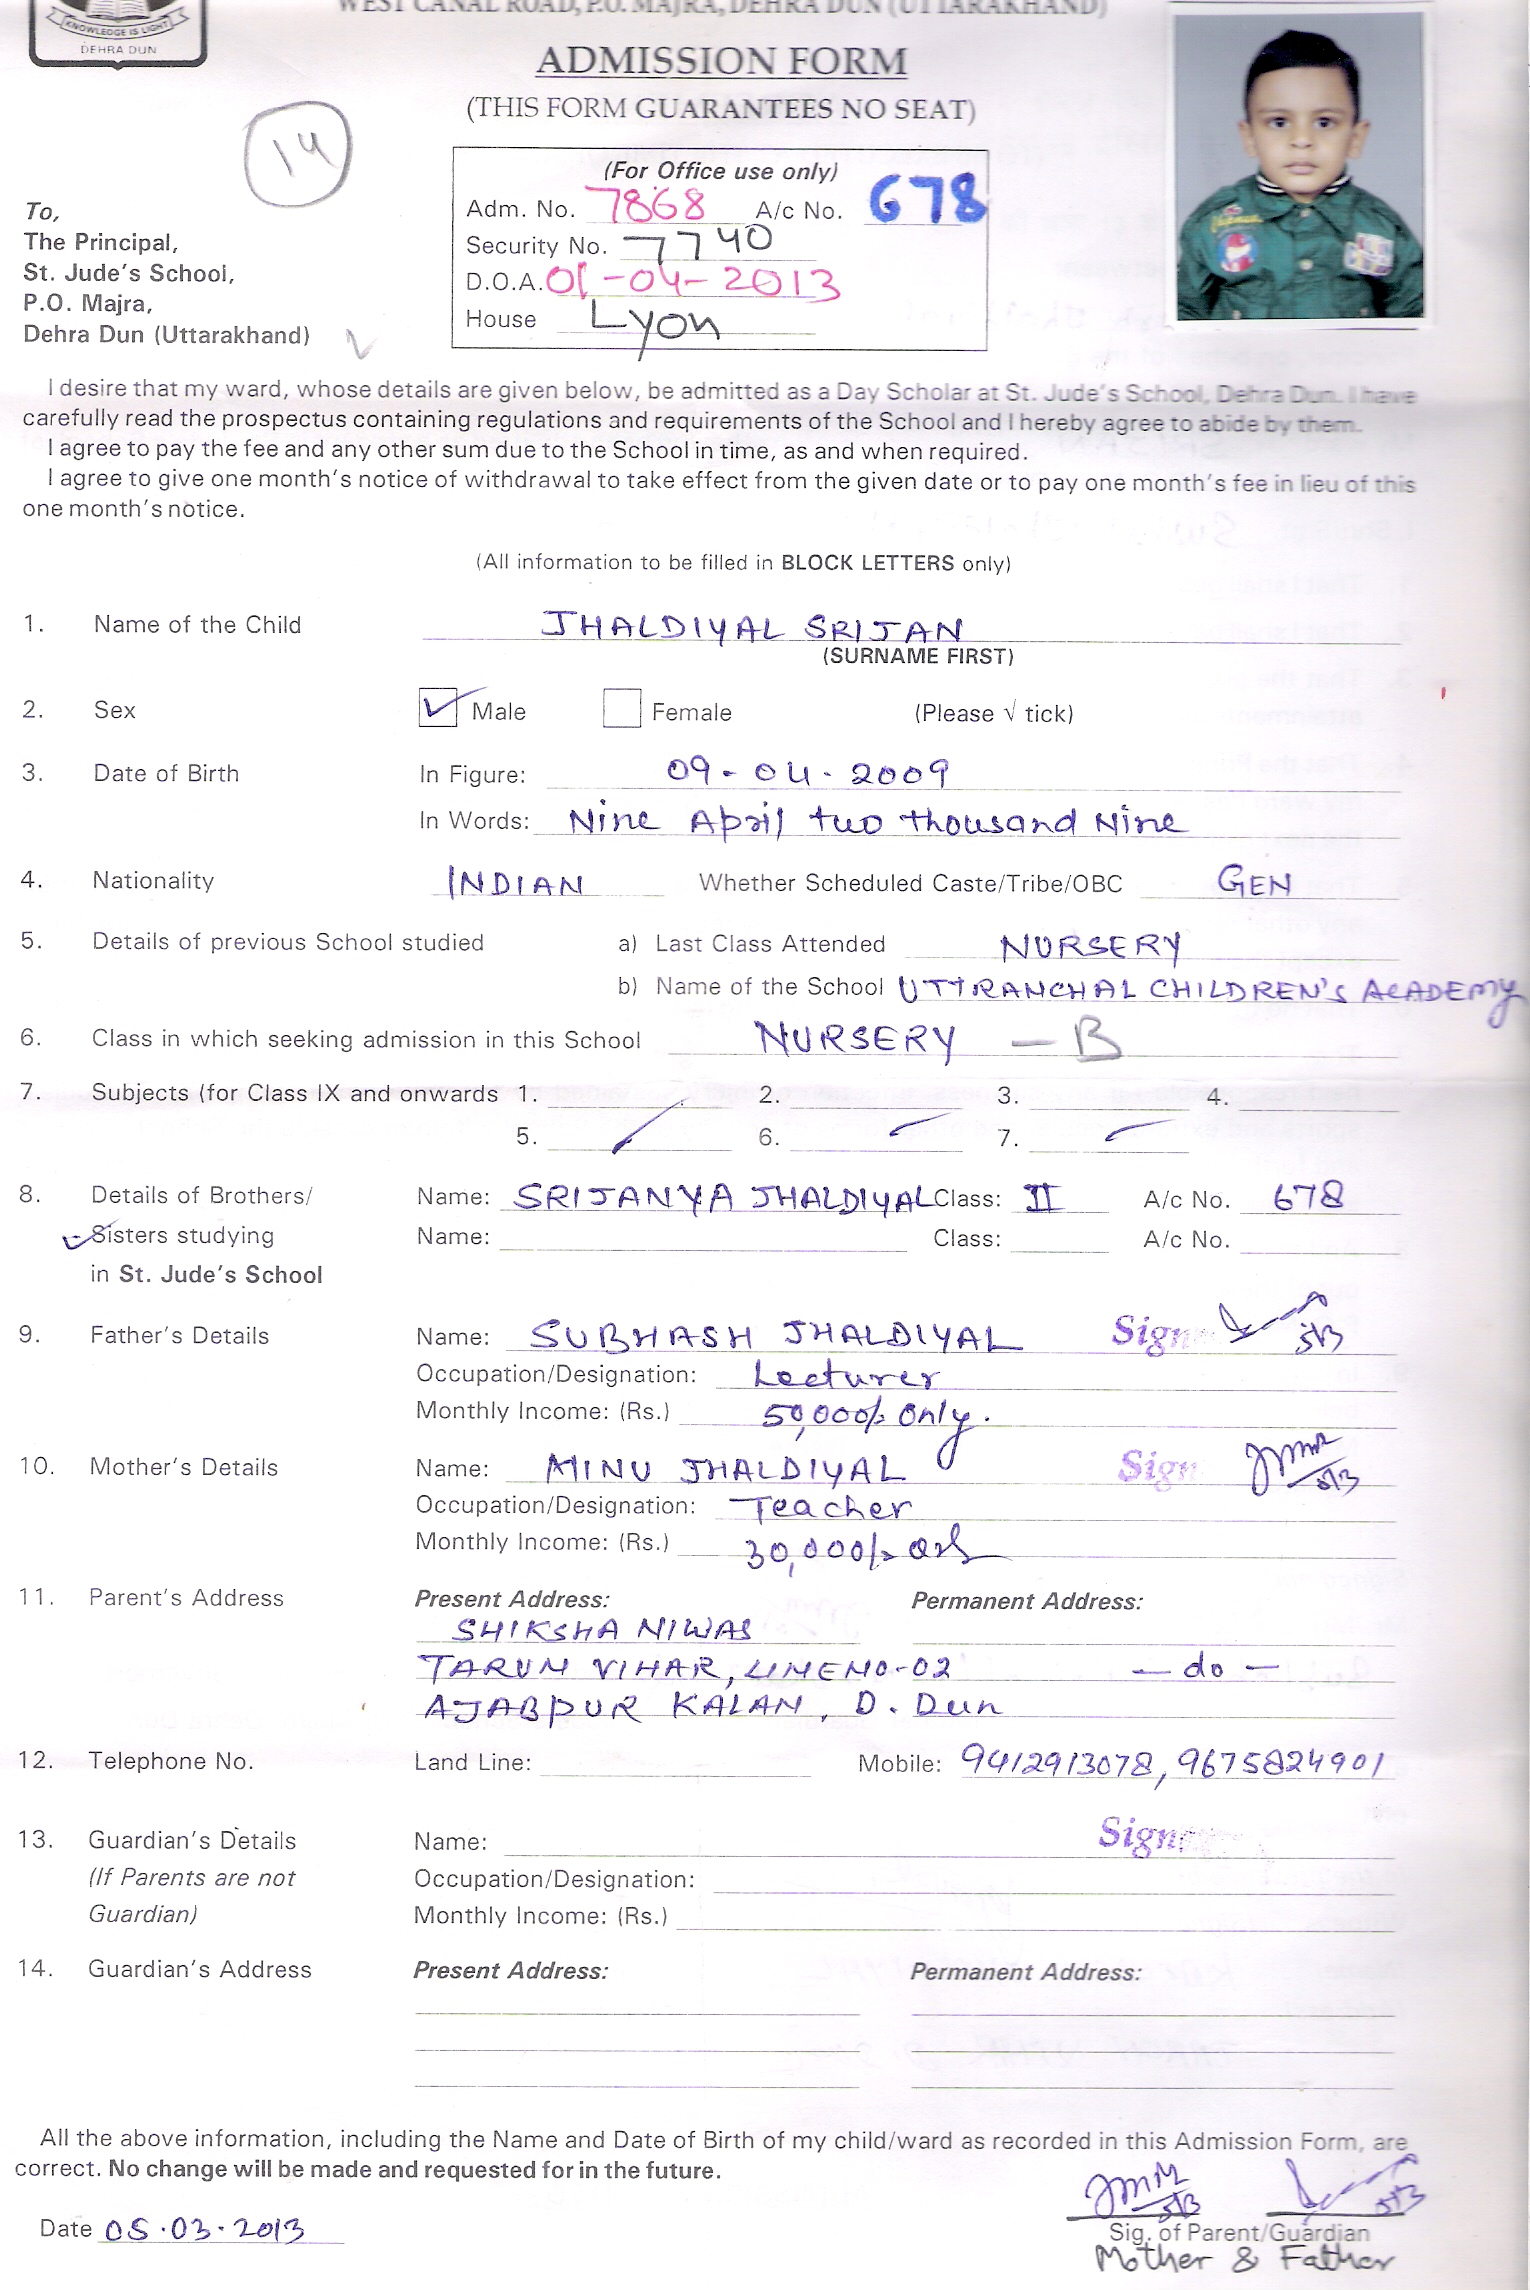 KNOWLEDGE IS LIGHT
DEHRA DUN
WEST CANAL ROAD, P.O. MAJRA, DEHRA DUN (UTTARAKHAND)
ADMISSION FORM
(THIS FORM GUARANTEES NO SEAT)
14
(For Office use only)
Adm. No. 7868 A/c No. 678
Security No. 7740
D.O.A. 01-04-2013
House Lyon
To,
The Principal,
St. Jude's School,
P.O. Majra,
Dehra Dun (Uttarakhand)
I desire that my ward, whose details are given below, be admitted as a Day Scholar at St. Jude's School, Dehra Dun. I have
carefully read the prospectus containing regulations and requirements of the School and I hereby agree to abide by them.
I agree to pay the fee and any other sum due to the School in time, as and when required.
I agree to give one month's notice of withdrawal to take effect from the given date or to pay one month's fee in lieu of this
one month's notice.
(All information to be filled in BLOCK LETTERS only)
1. Name of the Child JHALDIYAL SRIJAN
(SURNAME FIRST)
2. Sex ✓ Male Female (Please √ tick)
3. Date of Birth In Figure: 09-04-2009
In Words: Nine April two thousand Nine
4. Nationality INDIAN Whether Scheduled Caste/Tribe/OBC GEN
5. Details of previous School studied a) Last Class Attended NURSERY
b) Name of the School UTTRANCHAL CHILDREN'S ACADEMY
6. Class in which seeking admission in this School NURSERY - B
7. Subjects (for Class IX and onwards 1. 2. 3. 4.
5. 6. 7.
8. Details of Brothers/ Name: SRIJANYA JHALDIYAL Class: II A/c No. 678
Sisters studying Name: Class: A/c No.
in St. Jude's School
9. Father's Details Name: SUBHASH JHALDIYAL Sign 5/3
Occupation/Designation: Lecturer
Monthly Income: (Rs.) 50,000/- Only.
10. Mother's Details Name: MINU JHALDIYAL Sign 5/3
Occupation/Designation: Teacher
Monthly Income: (Rs.) 30,000/-
11. Parent's Address Present Address: Permanent Address:
SHIKSHA NIWAS
TARUN VIHAR, LINE NO-02 - do -
AJABPUR KALAN, D. Dun
12. Telephone No. Land Line: Mobile: 9412913078, 9675824901
13. Guardian's Details Name: Sign
(If Parents are not Occupation/Designation:
Guardian) Monthly Income: (Rs.)
14. Guardian's Address Present Address: Permanent Address:
All the above information, including the Name and Date of Birth of my child/ward as recorded in this Admission Form, are
correct. No change will be made and requested for in the future.
5/3 5/3
Date 05.03.2013 Sig. of Parent/Guardian
Mother & Father